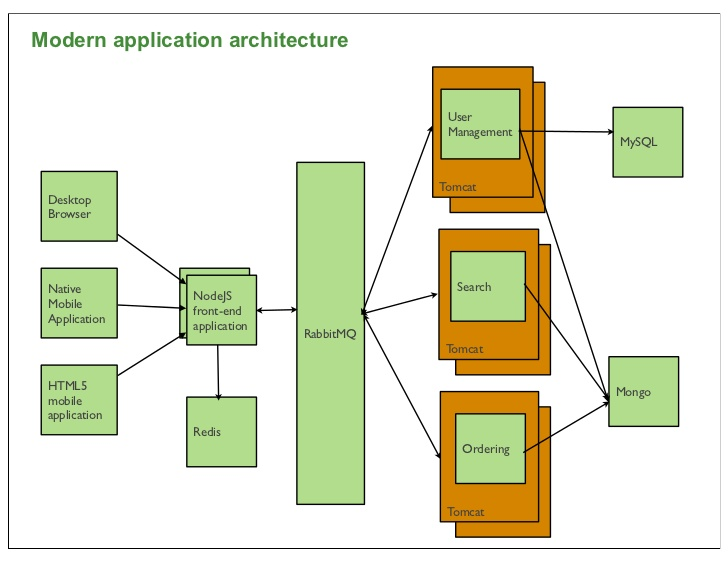 Modern application architecture
Desktop
Browser
Native
Mobile
Application
HTML5
mobile
application
NodeJS
front-end
application
Redis
RabbitMQ
User
Management
Tomcat
Search
Tomcat
Ordering
Tomcat
MySQL
Mongo